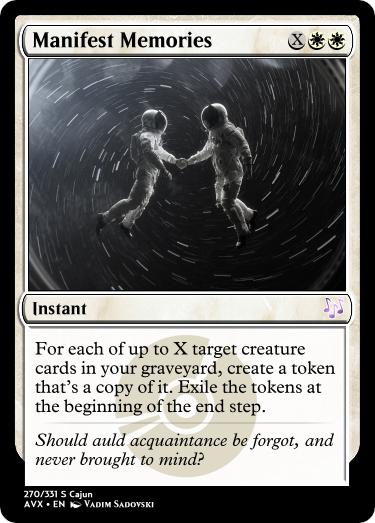 Manifest Memories X
Instant
For each of up to X target creature
cards in your graveyard, create a token
that's a copy of it. Exile the tokens at
the beginning of the end step.
Should auld acquaintance be forgot, and
never brought to mind?
270/331 S Cajun
AVX • EN Vadim Sadovski